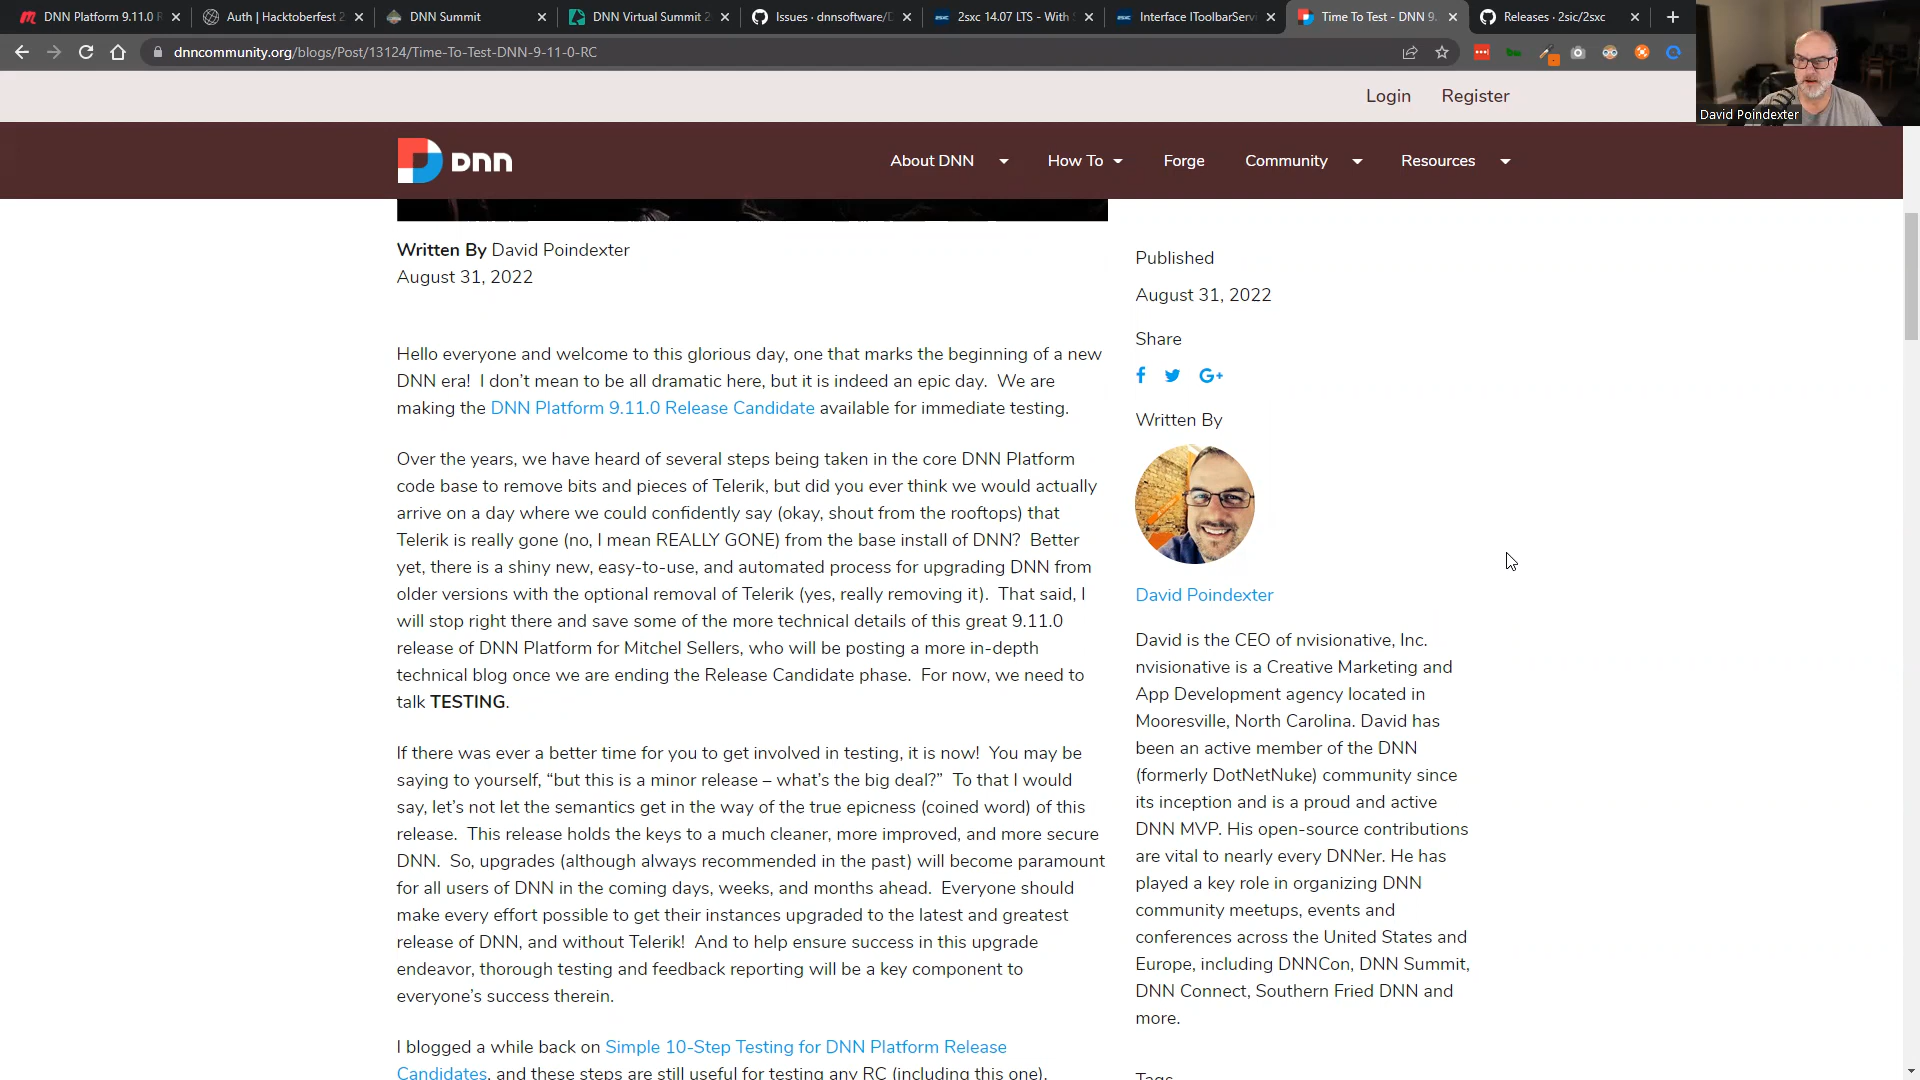 DNN Platform 9.11.0 R
Auth | Hacktoberfest 2
DNN Summit
DNN Virtual Summit 2
Issues · dnnsoftware/D
2sxc 14.07 LTS - With
Interface IToolbarServi
Time To Test - DNN 9.
Releases · 2sic/2sxc
dnncommunity.org/blogs/Post/13124/Time-To-Test-DNN-9-11-0-RC
David Poindexter
Login
Register
DNN
About DNN
How To
Forge
Community
Resources
Written By David Poindexter
August 31, 2022
Hello everyone and welcome to this glorious day, one that marks the beginning of a new
DNN era!  I don’t mean to be all dramatic here, but it is indeed an epic day.  We are
making the DNN Platform 9.11.0 Release Candidate available for immediate testing.
Over the years, we have heard of several steps being taken in the core DNN Platform
code base to remove bits and pieces of Telerik, but did you ever think we would actually
arrive on a day where we could confidently say (okay, shout from the rooftops) that
Telerik is really gone (no, I mean REALLY GONE) from the base install of DNN?  Better
yet, there is a shiny new, easy-to-use, and automated process for upgrading DNN from
older versions with the optional removal of Telerik (yes, really removing it).  That said, I
will stop right there and save some of the more technical details of this great 9.11.0
release of DNN Platform for Mitchel Sellers, who will be posting a more in-depth
technical blog once we are ending the Release Candidate phase.  For now, we need to
talk TESTING.
If there was ever a better time for you to get involved in testing, it is now!  You may be
saying to yourself, “but this is a minor release – what’s the big deal?”  To that I would
say, let’s not let the semantics get in the way of the true epicness (coined word) of this
release.  This release holds the keys to a much cleaner, more improved, and more secure
DNN.  So, upgrades (although always recommended in the past) will become paramount
for all users of DNN in the coming days, weeks, and months ahead.  Everyone should
make every effort possible to get their instances upgraded to the latest and greatest
release of DNN, and without Telerik!  And to help ensure success in this upgrade
endeavor, thorough testing and feedback reporting will be a key component to
everyone’s success therein.
I blogged a while back on Simple 10-Step Testing for DNN Platform Release
Candidates, and these steps are still useful for testing any RC (including this one).
Published
August 31, 2022
Share
Written By
David Poindexter
David is the CEO of nvisionative, Inc.
nvisionative is a Creative Marketing and
App Development agency located in
Mooresville, North Carolina. David has
been an active member of the DNN
(formerly DotNetNuke) community since
its inception and is a proud and active
DNN MVP. His open-source contributions
are vital to nearly every DNNer. He has
played a key role in organizing DNN
community meetups, events and
conferences across the United States and
Europe, including DNNCon, DNN Summit,
DNN Connect, Southern Fried DNN and
more.
Tags